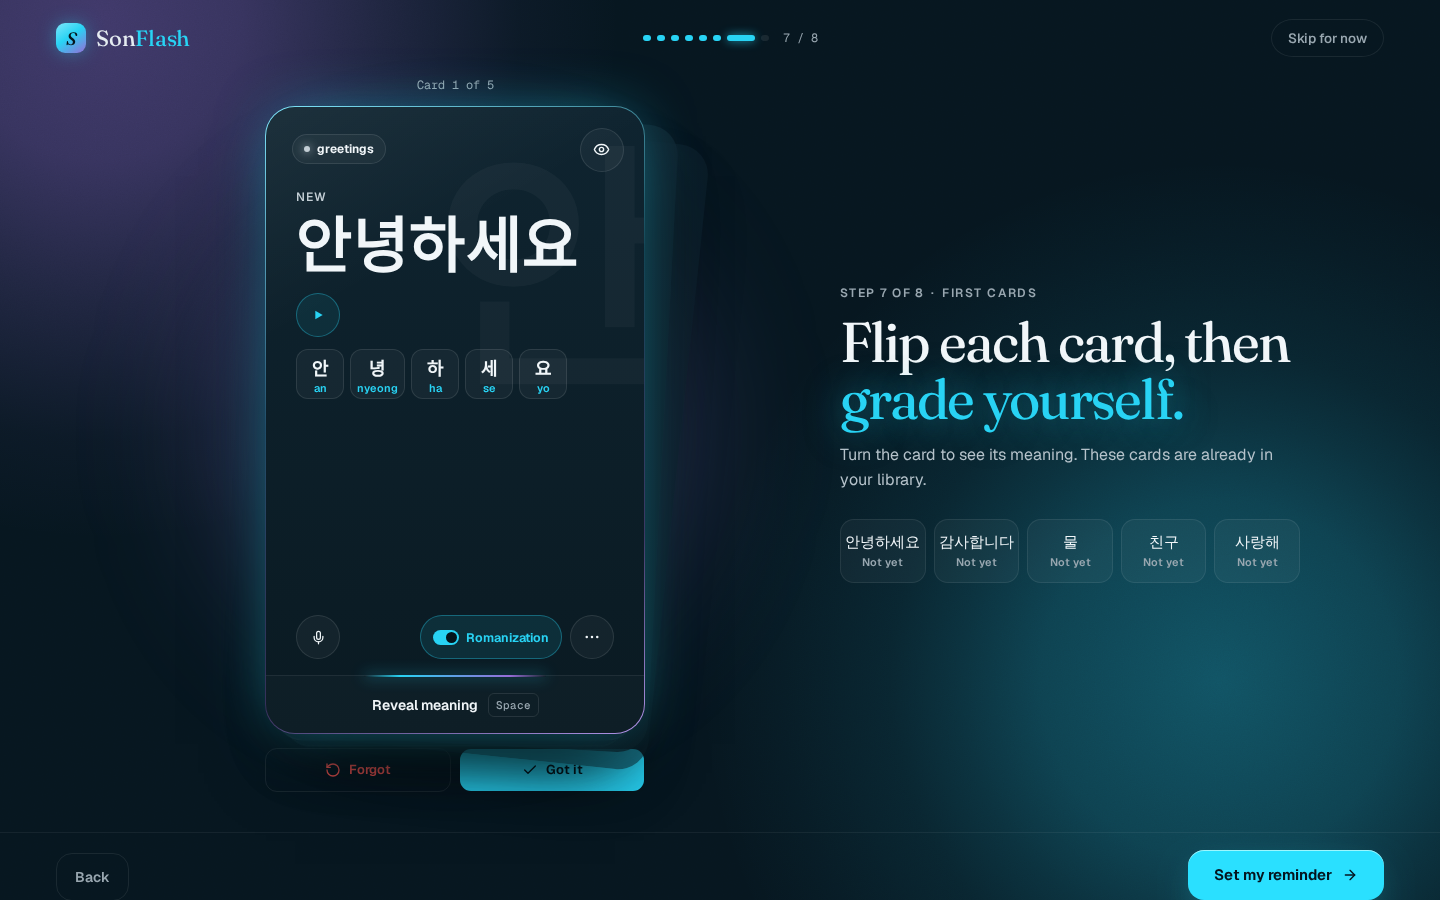 S SonFlash
7 / 8
Skip for now
Card 1 of 5
greetings
NEW
안녕하세요
안 녕 하 세 요
an nyeong ha se yo
Romanization
Reveal meaning Space
Forgot
Got it
STEP 7 OF 8 · FIRST CARDS
Flip each card, then
grade yourself.
Turn the card to see its meaning. These cards are already in
your library.
안녕하세요 감사합니다 물 친구 사랑해
Not yet Not yet Not yet Not yet Not yet
Back
Set my reminder